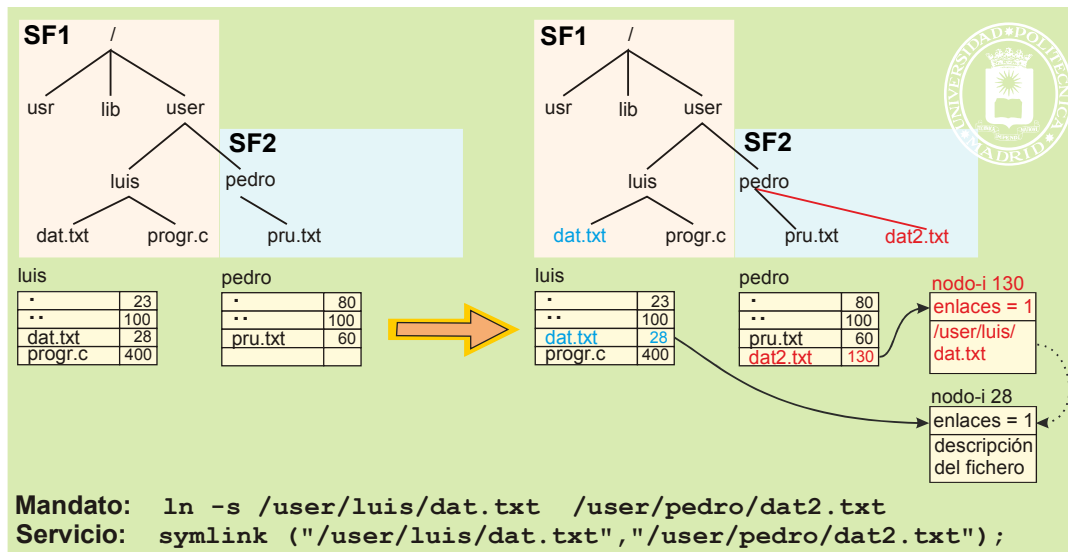 SF1
/
usr lib user
SF2
luis pedro
dat.txt progr.c pru.txt
luis
. 23
.. 100
dat.txt 28
progr.c 400
pedro
. 80
.. 100
pru.txt 60
SF1
/
usr lib user
SF2
luis pedro
dat.txt progr.c pru.txt dat2.txt
luis
. 23
.. 100
dat.txt 28
progr.c 400
pedro
. 80
.. 100
pru.txt 60
dat2.txt 130
nodo-i 130
enlaces = 1
/user/luis/
dat.txt
nodo-i 28
enlaces = 1
descripción
del fichero
UNIVERSIDAD POLITECNICA
MADRID
Mandato: ln -s /user/luis/dat.txt /user/pedro/dat2.txt
Servicio: symlink ("/user/luis/dat.txt","/user/pedro/dat2.txt");